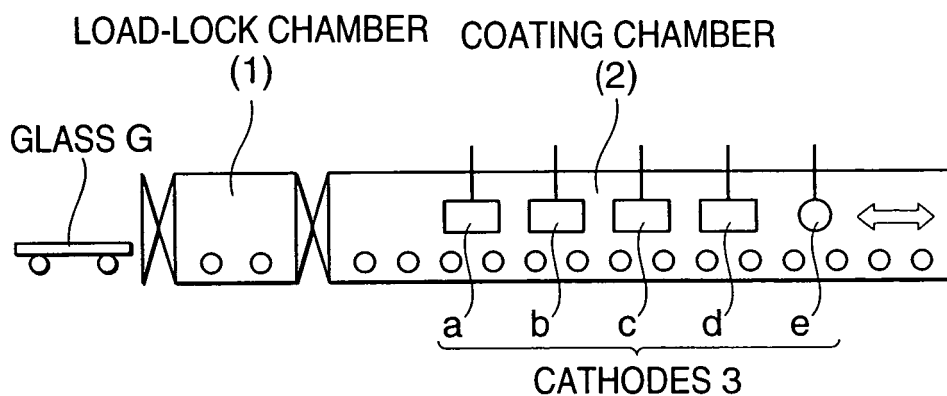 LOAD-LOCK CHAMBER
(1)
COATING CHAMBER
(2)
GLASS G
a b c d e
CATHODES 3